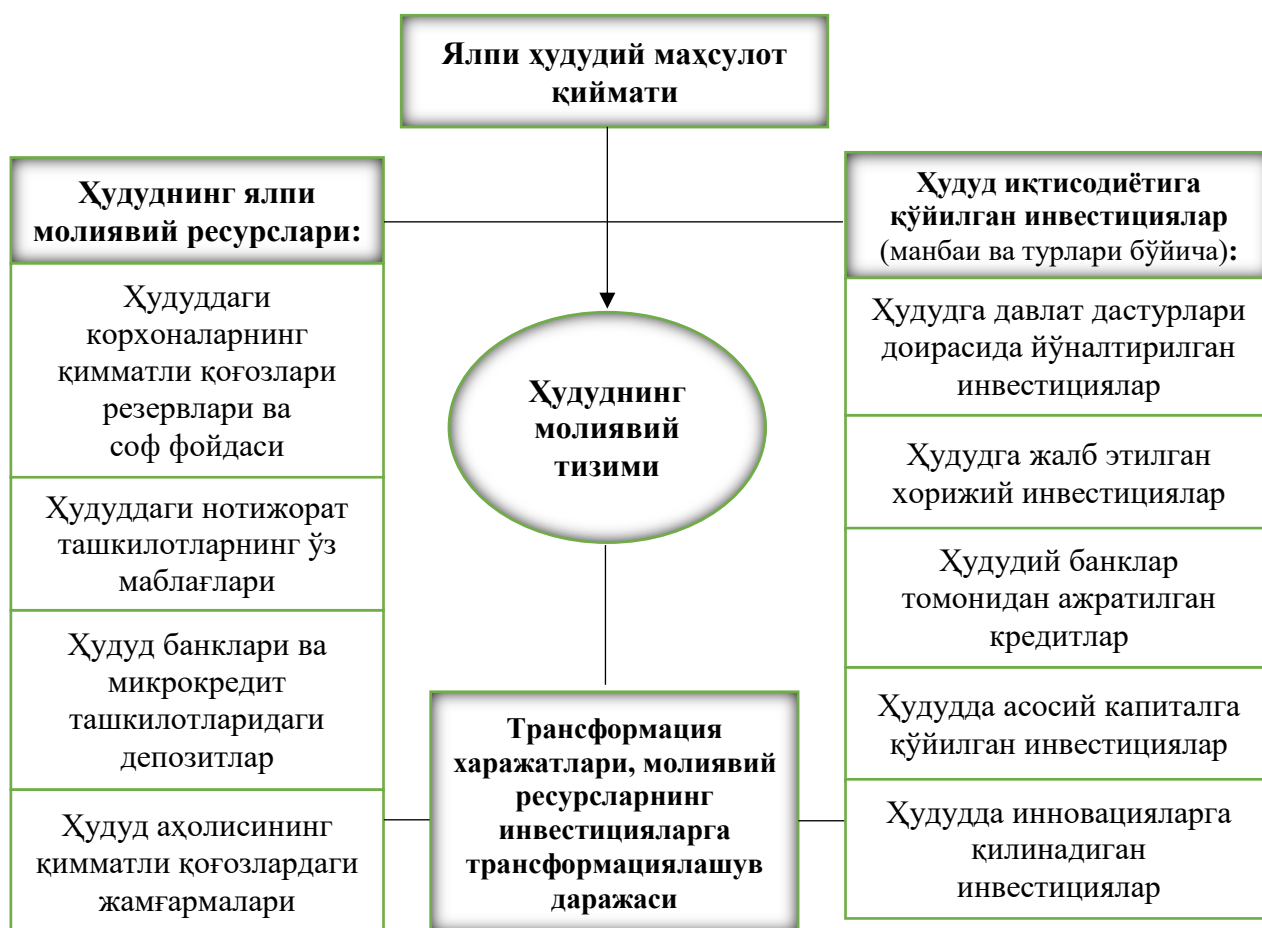 Ялпи ҳудудий маҳсулот
қиймати
Ҳудуднинг ялпи
молиявий ресурслари:
Ҳудуддаги
корхоналарнинг
қимматли қоғозлари
резервлари ва
соф фойдаси
Ҳудуддаги нотижорат
ташкилотларнинг ўз
маблағлари
Ҳудуд банклари ва
микрокредит
ташкилотларидаги
депозитлар
Ҳудуд аҳолисининг
қимматли қоғозлардаги
жамғармалари
Ҳудуднинг
молиявий
тизими
Трансформация
харажатлари, молиявий
ресурсларнинг
инвестицияларга
трансформациялашув
даражаси
Ҳудуд иқтисодиётига
қўйилган инвестициялар
(манбаи ва турлари бўйича):
Ҳудудга давлат дастурлари
доирасида йўналтирилган
инвестициялар
Ҳудудга жалб этилган
хорижий инвестициялар
Ҳудудий банклар
томонидан ажратилган
кредитлар
Ҳудудда асосий капиталга
қўйилган инвестициялар
Ҳудудда инновацияларга
қилинадиган
инвестициялар